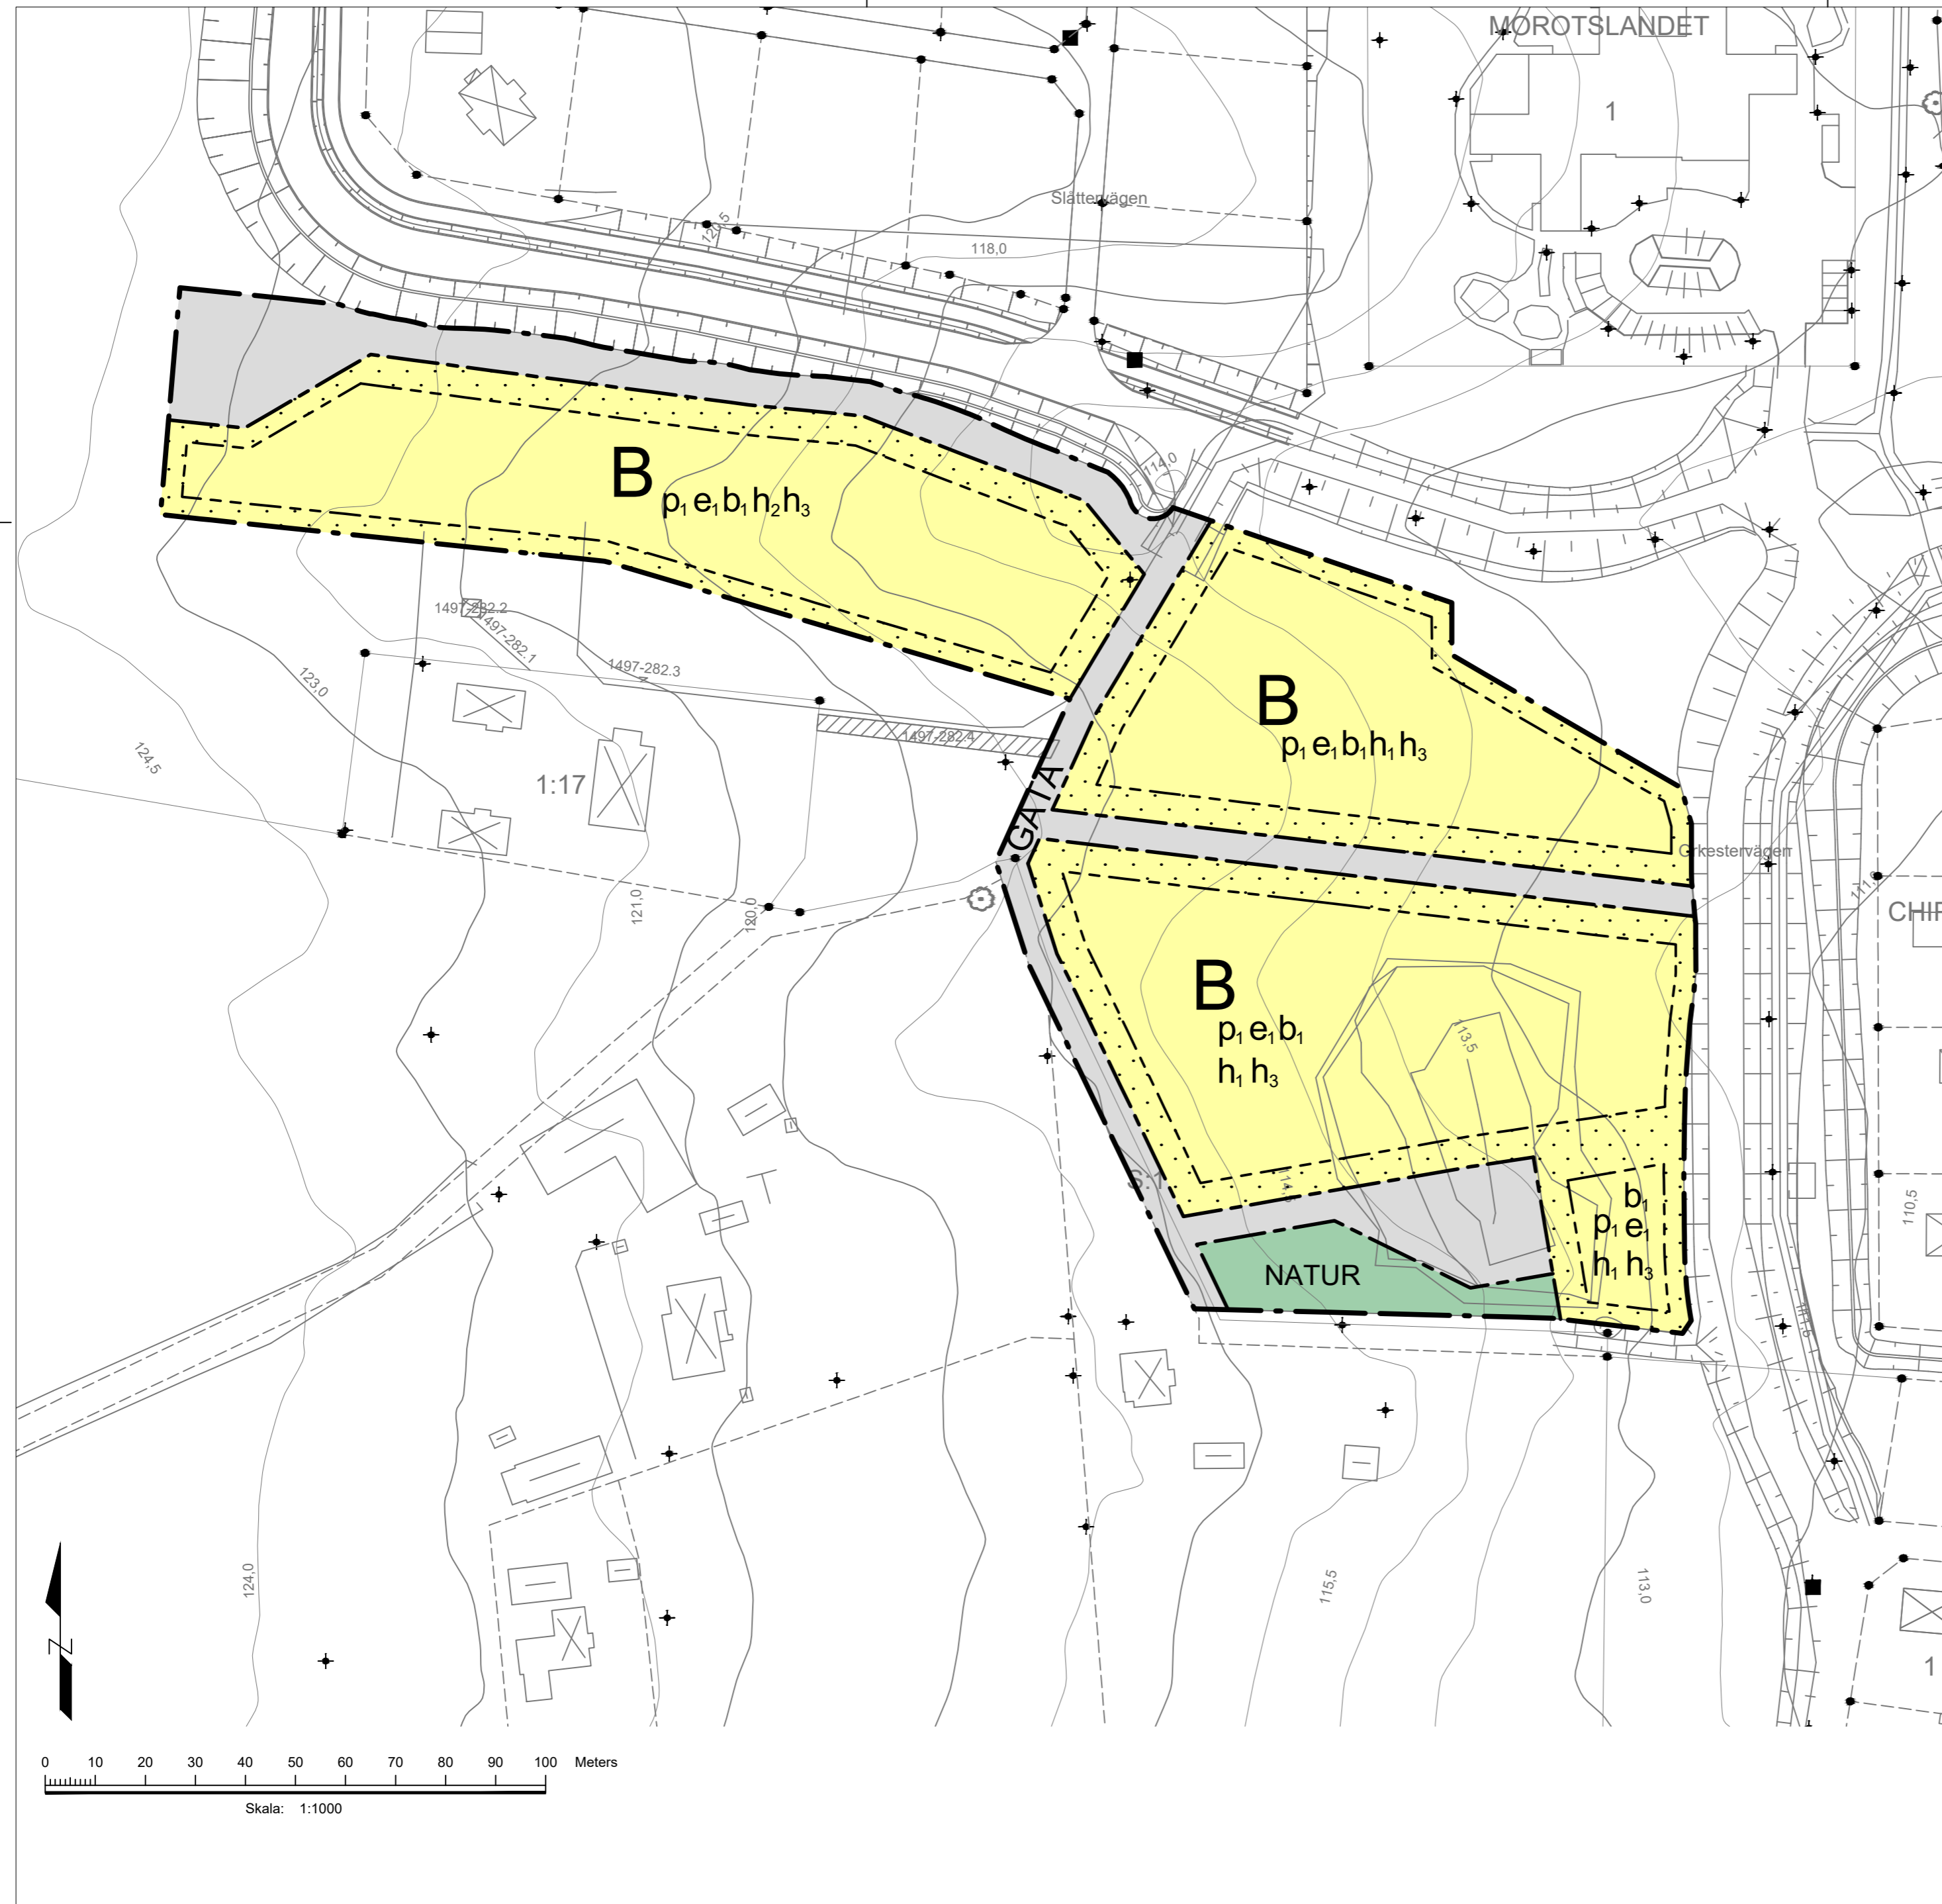 MOROTSLANDET
1
Slåttervägen
120,5
118,0
114,0
B
p₁ e₁ b₁ h₂ h₃
1497-282.2
1497-282.1
1497-282.3
1497-282.4
123,0
124,5
1:17
B
p₁ e₁ b₁ h₁ h₃
GATA
Orkestervägen
121,0
120,0
CHIP
B
p₁ e₁ b₁
h₁ h₃
113,5
S:1
b₁
p₁ e₁
h₁ h₃
NATUR
110,5
111,5
124,0
115,5
113,0
1
Z
0 10 20 30 40 50 60 70 80 90 100 Meters
Skala: 1:1000